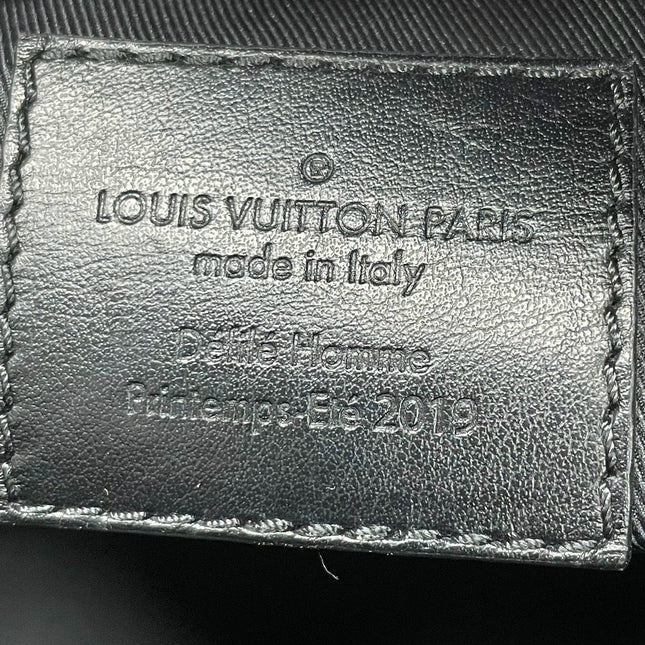 ®
LOUIS VUITTON PARIS
made in Italy
Défilé Homme
Printemps-Eté 2019